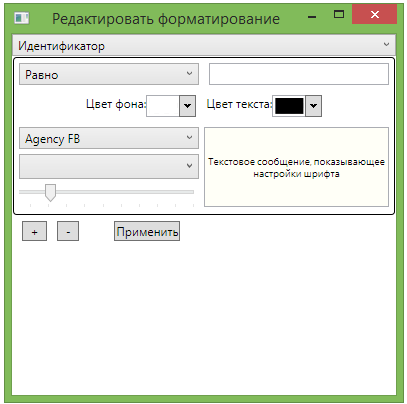 Редактировать форматирование
Идентификатор
Равно
Цвет фона:
Цвет текста:
Agency FB
Текстовое сообщение, показывающее
настройки шрифта
+
-
Применить